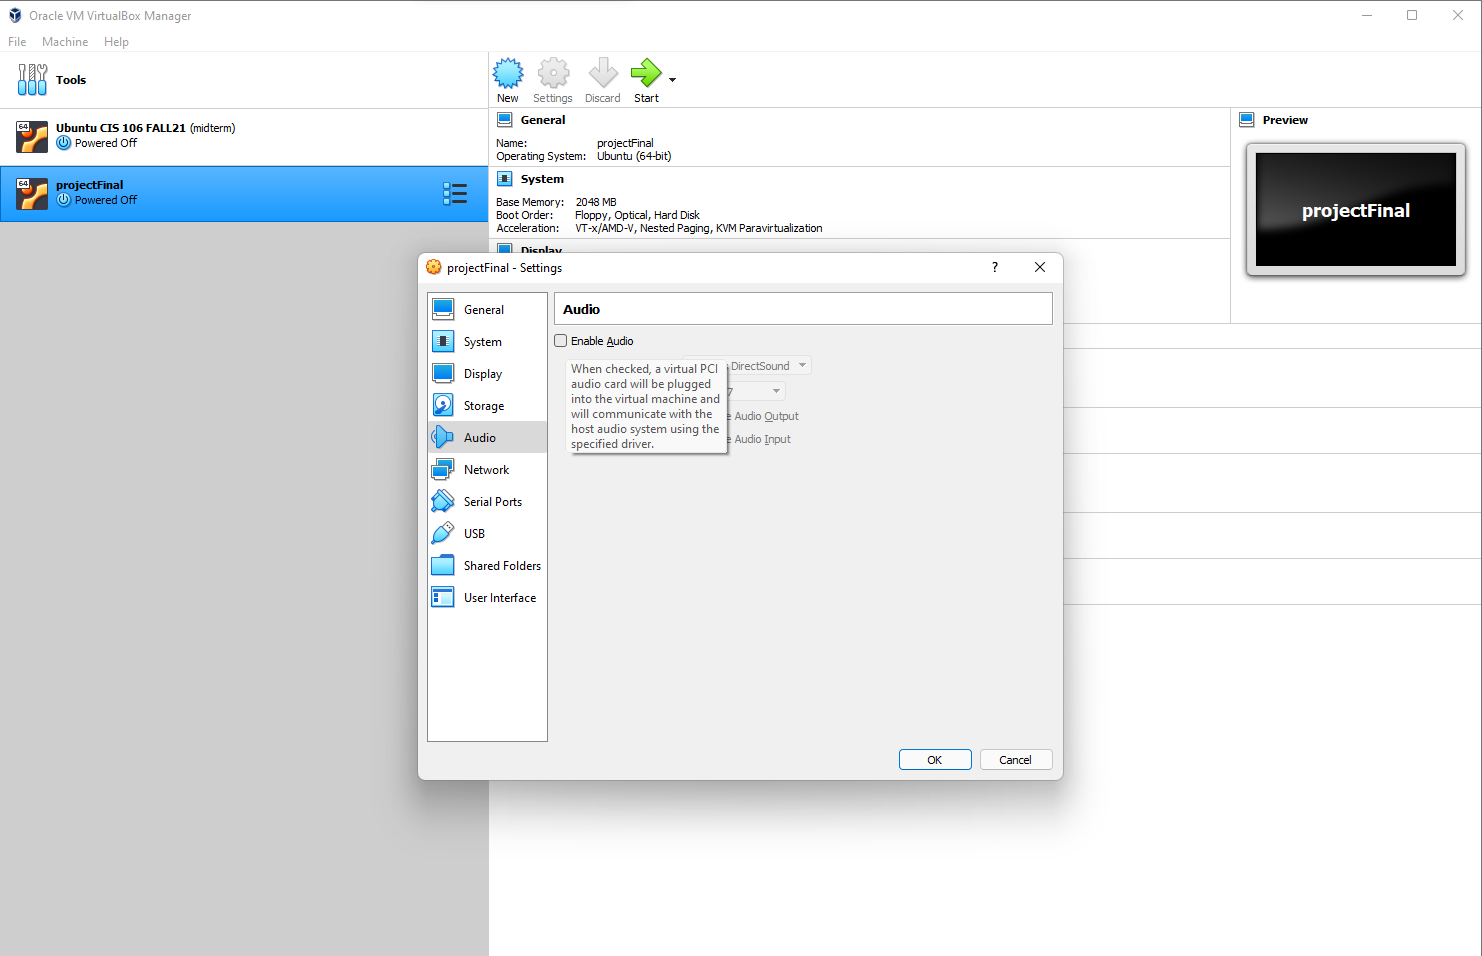 Oracle VM VirtualBox Manager
File Machine Help
Tools
New Settings Discard Start
64
Ubuntu CIS 106 FALL21 (midterm)
Powered Off
64
projectFinal
Powered Off
General
Name: projectFinal
Operating System: Ubuntu (64-bit)
System
Base Memory: 2048 MB
Boot Order: Floppy, Optical, Hard Disk
Acceleration: VT-x/AMD-V, Nested Paging, KVM Paravirtualization
Display
Preview
projectFinal
projectFinal - Settings
?
General
System
Display
Storage
Audio
Network
Serial Ports
USB
Shared Folders
User Interface
Audio
Enable Audio
DirectSound
7
Audio Output
Audio Input
When checked, a virtual PCI
audio card will be plugged
into the virtual machine and
will communicate with the
host audio system using the
specified driver.
OK Cancel